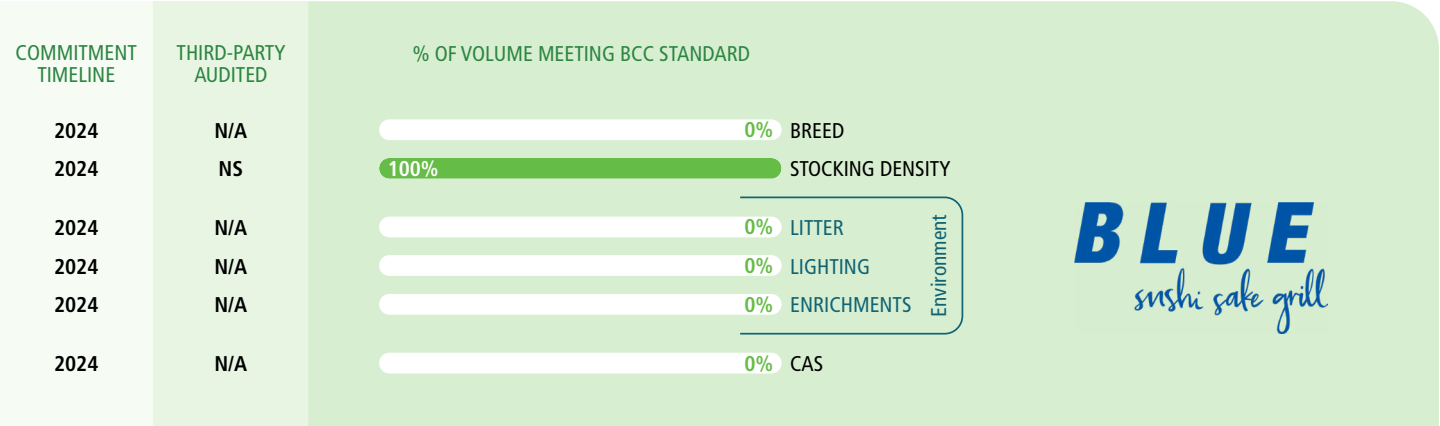 COMMITMENT TIMELINE
THIRD-PARTY AUDITED
% OF VOLUME MEETING BCC STANDARD
2024 N/A 0% BREED
2024 NS 100% STOCKING DENSITY
2024 N/A 0% LITTER
2024 N/A 0% LIGHTING
2024 N/A 0% ENRICHMENTS
Environment
2024 N/A 0% CAS
BLUE
sushi sake grill